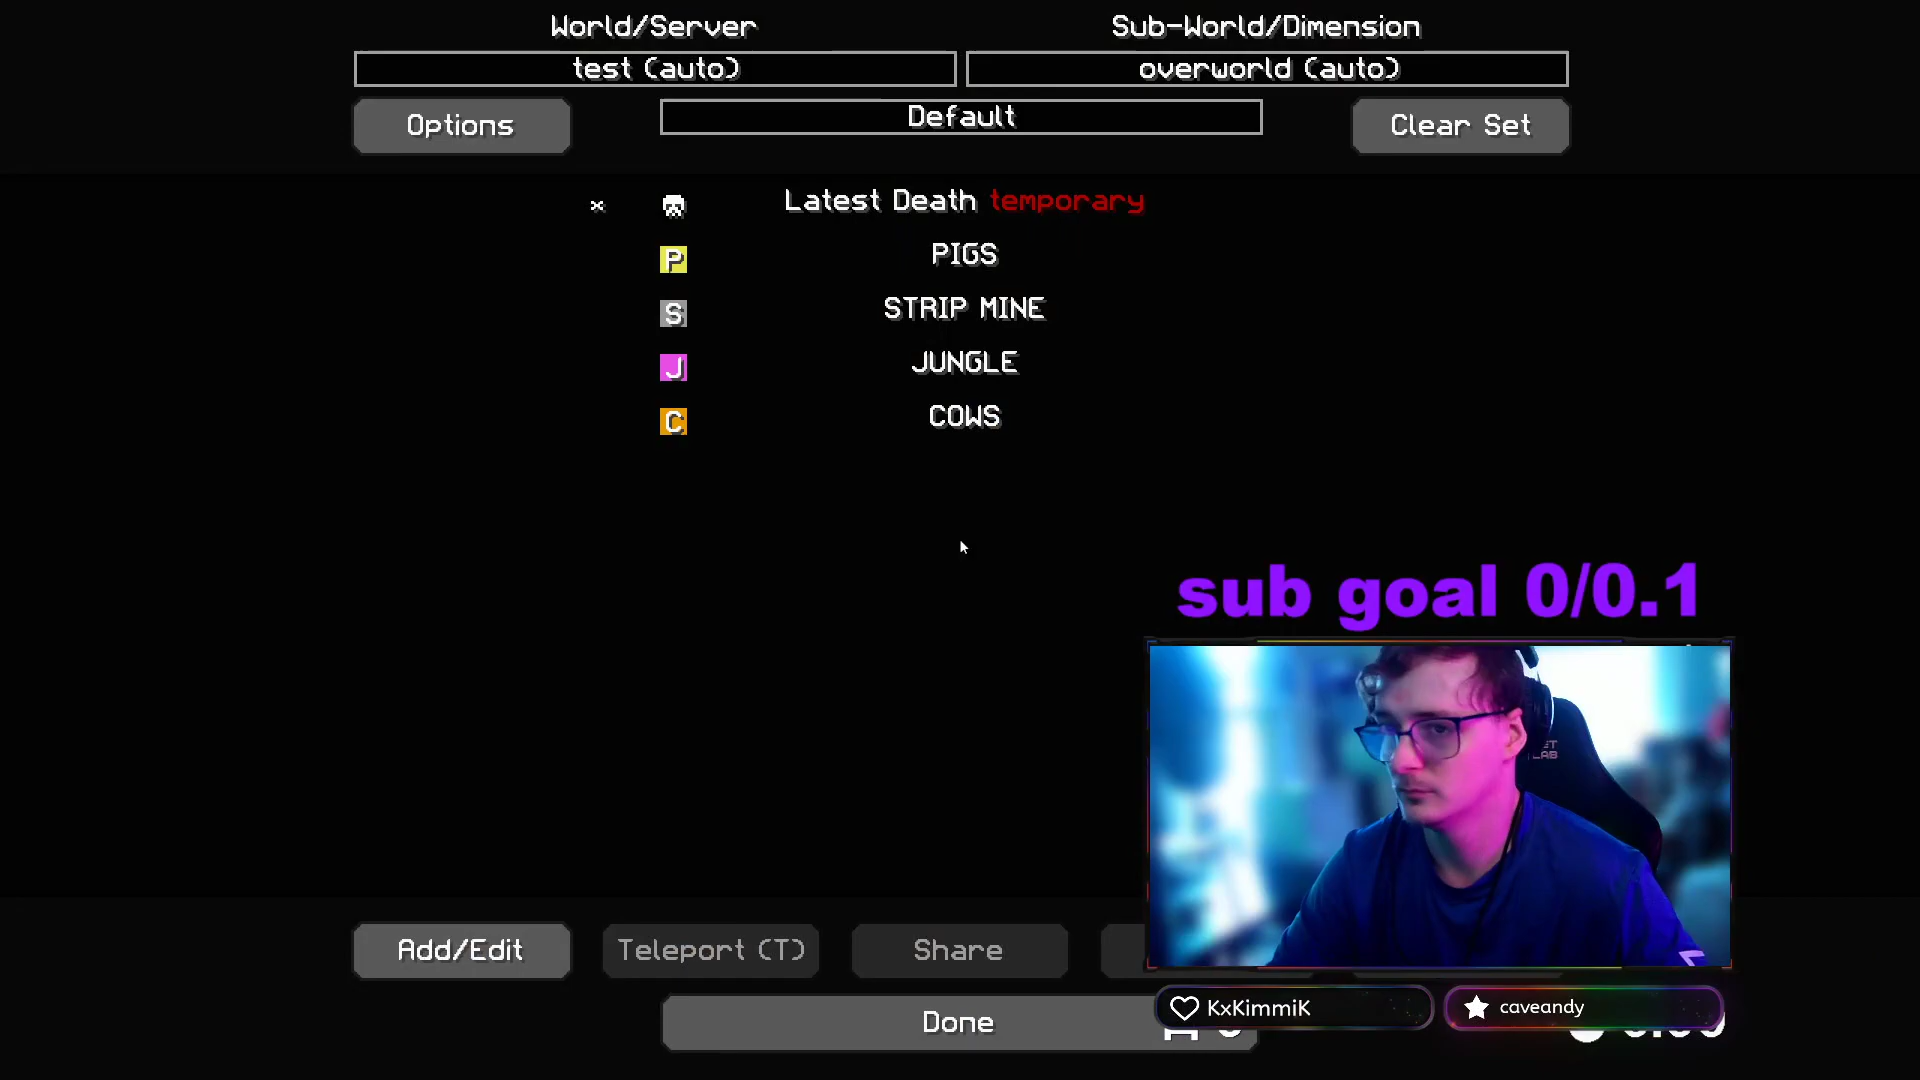 World/Server
Sub-World/Dimension
test (auto)
overworld (auto)
Options
Default
Clear Set
Latest Death temporary
P PIGS
S STRIP MINE
J JUNGLE
C COWS
sub goal 0/0.1
LAB
Add/Edit
Teleport (T)
Share
Done
KxKimmiK
caveandy